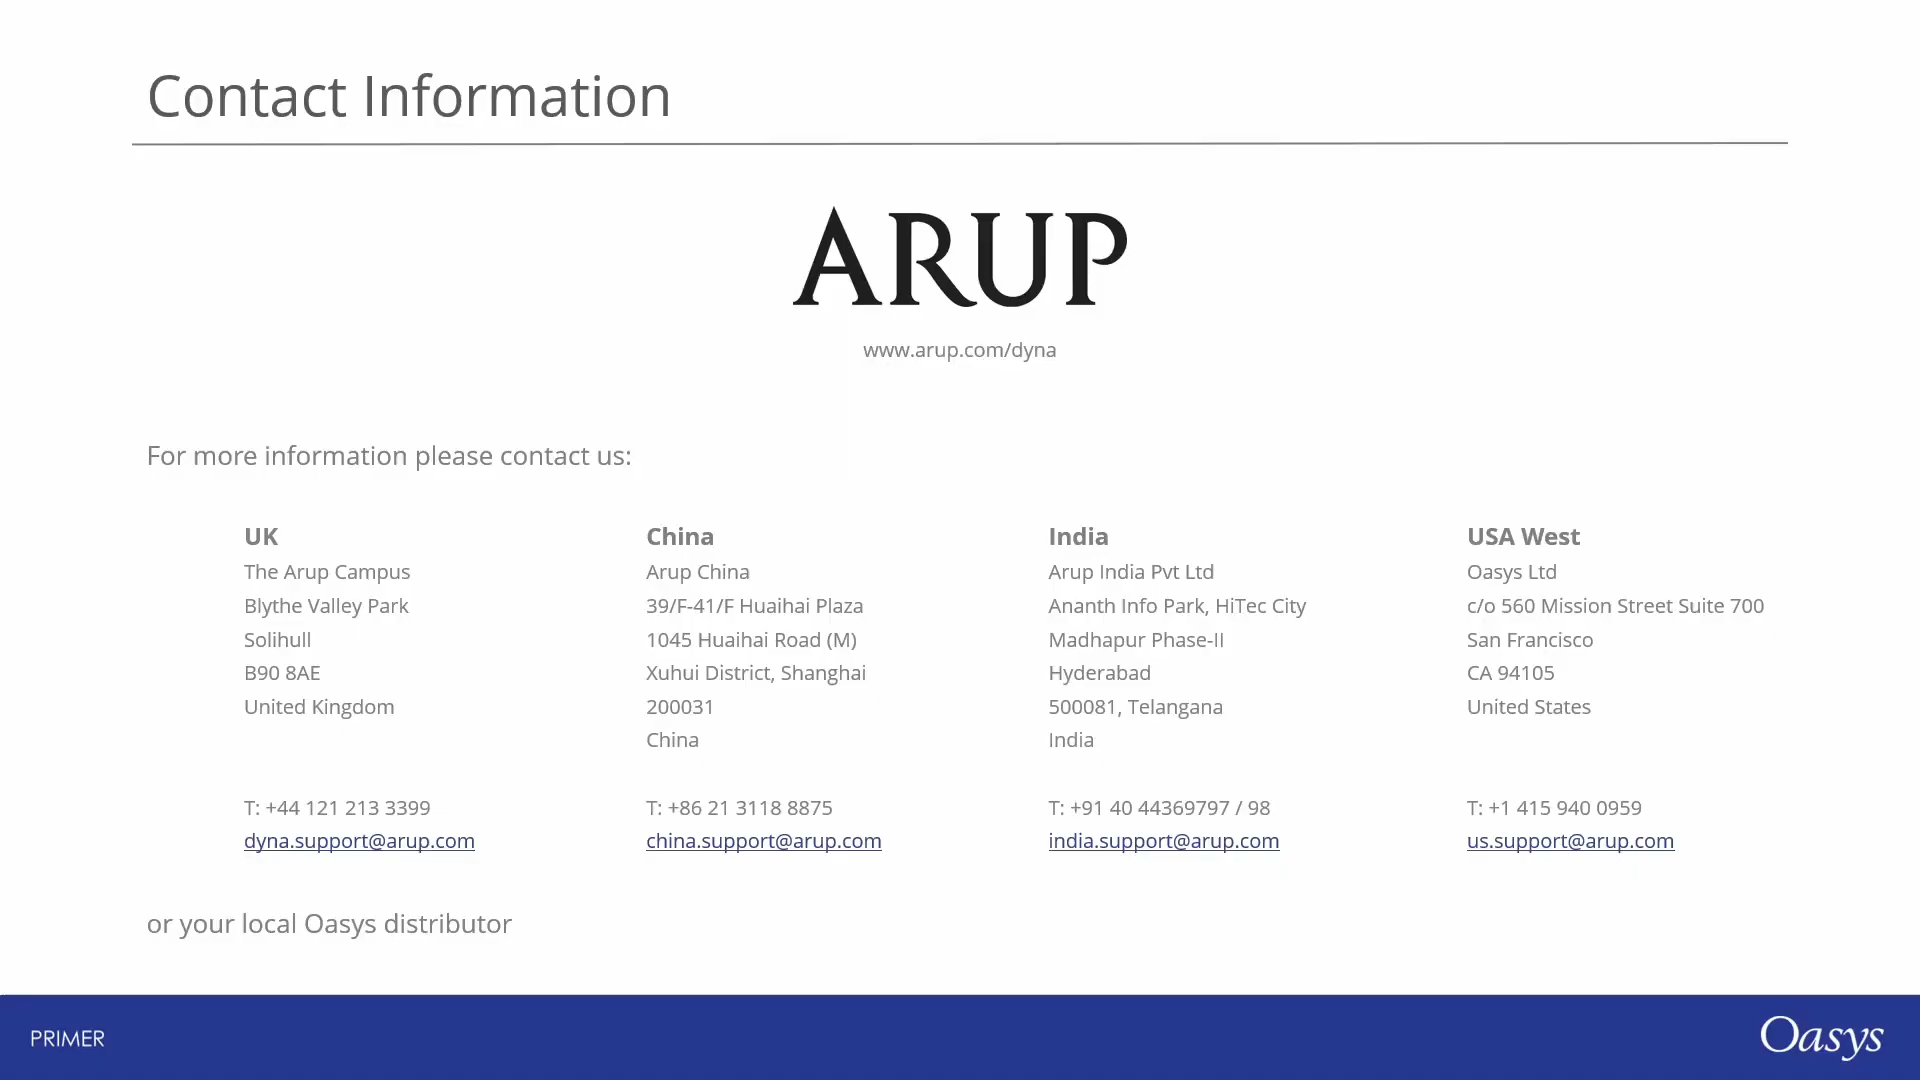 Contact Information
ARUP
www.arup.com/dyna
For more information please contact us:
UK
The Arup Campus
Blythe Valley Park
Solihull
B90 8AE
United Kingdom
T: +44 121 213 3399
dyna.support@arup.com
China
Arup China
39/F-41/F Huaihai Plaza
1045 Huaihai Road (M)
Xuhui District, Shanghai
200031
China
T: +86 21 3118 8875
china.support@arup.com
India
Arup India Pvt Ltd
Ananth Info Park, HiTec City
Madhapur Phase-II
Hyderabad
500081, Telangana
India
T: +91 40 44369797 / 98
india.support@arup.com
USA West
Oasys Ltd
c/o 560 Mission Street Suite 700
San Francisco
CA 94105
United States
T: +1 415 940 0959
us.support@arup.com
or your local Oasys distributor
PRIMER
Oasys